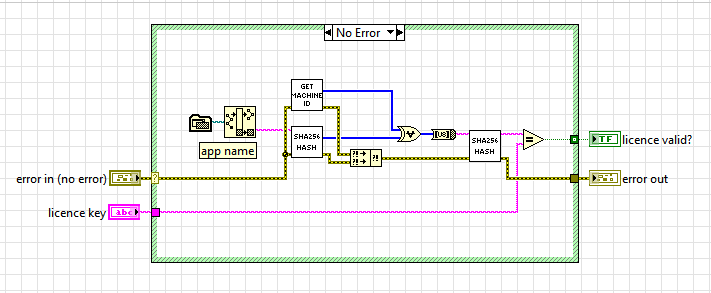 No Error
GET
MACHINE
ID
SHA256
HASH
app name
?!
?!
?!
[U8]
SHA256
HASH
=
TF
licence valid?
error in (no error)
?
error out
licence key
abc